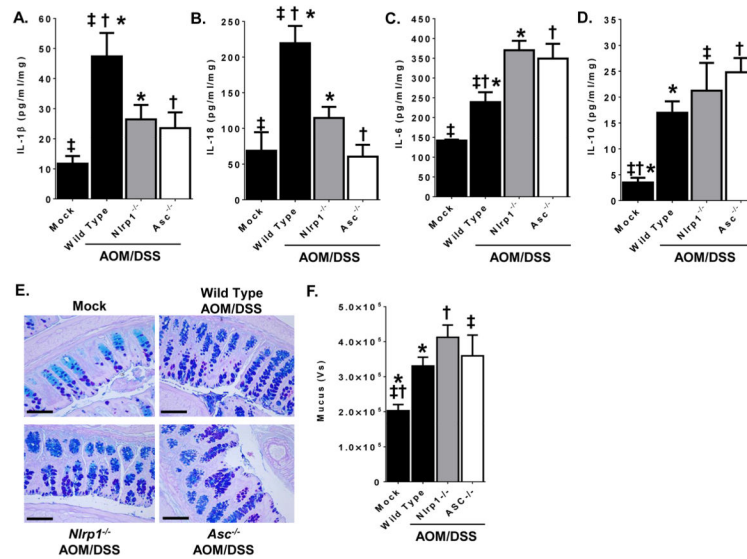 A.
IL-1β (pg/ml/mg)
60
50
40
30
20
10
0
‡
‡ † *
*
†
Mock
Wild Type
Nlrp1-/-
Asc-/-
AOM/DSS
B.
IL-18 (pg/ml/mg)
250
200
150
100
50
0
‡
‡ † *
*
†
Mock
Wild Type
Nlrp1-/-
Asc-/-
AOM/DSS
C.
IL-6 (pg/ml/mg)
450
400
350
300
250
200
150
100
50
0
‡
‡†*
*
†
Mock
Wild Type
Nlrp1-/-
Asc-/-
AOM/DSS
D.
IL-10 (pg/ml/mg)
30
20
10
0
‡†*
*
‡
†
Mock
Wild Type
Nlrp1-/-
Asc-/-
AOM/DSS
E.
Mock
Wild Type
AOM/DSS
Nlrp1-/-
AOM/DSS
Asc-/-
AOM/DSS
F.
Mucus (Vs)
5.0×10⁵
4.0×10⁵
3.0×10⁵
2.0×10⁵
1.0×10⁵
0
*
‡†
*
†
‡
Mock
Wild Type
Nlrp1-/-
ASC-/-
AOM/DSS